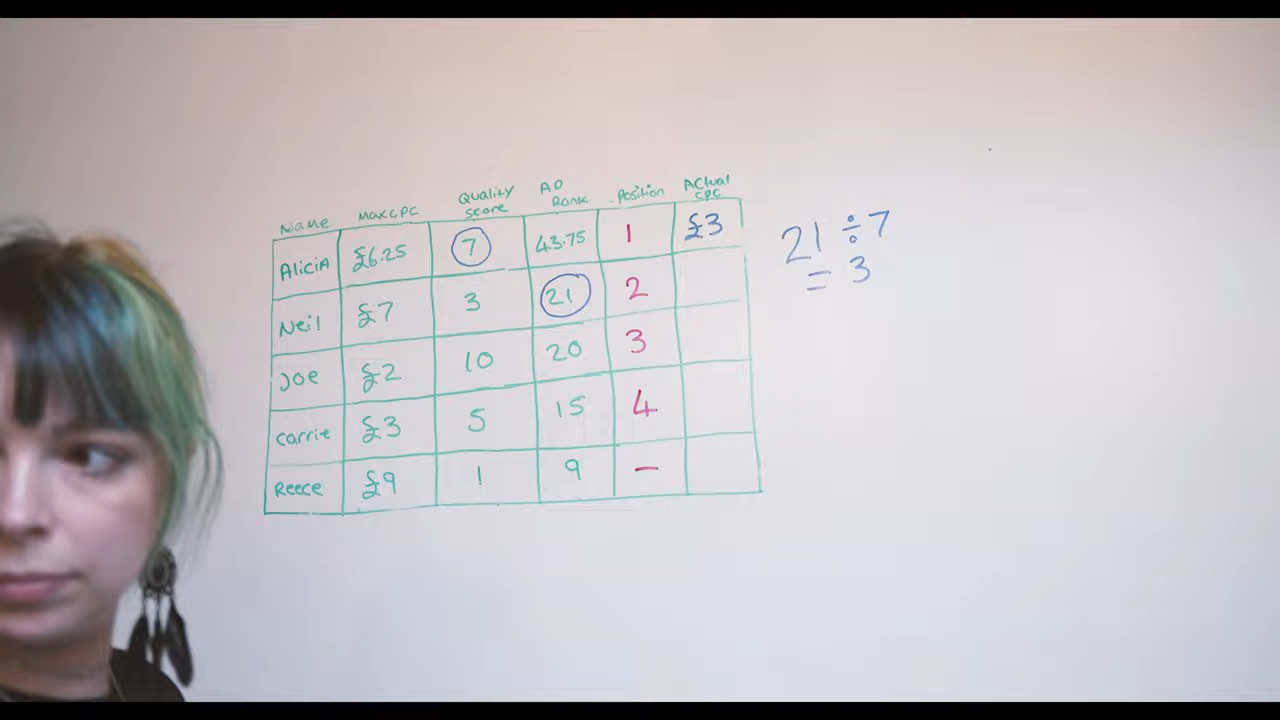 Name Max CPC Quality score AD Rank Position Actual CPC
Alicia £6.25 7 43.75 1 £3
Neil £7 3 21 2
Joe £2 10 20 3
Carrie £3 5 15 4
Reece £9 1 9 –
21 ÷ 7
= 3